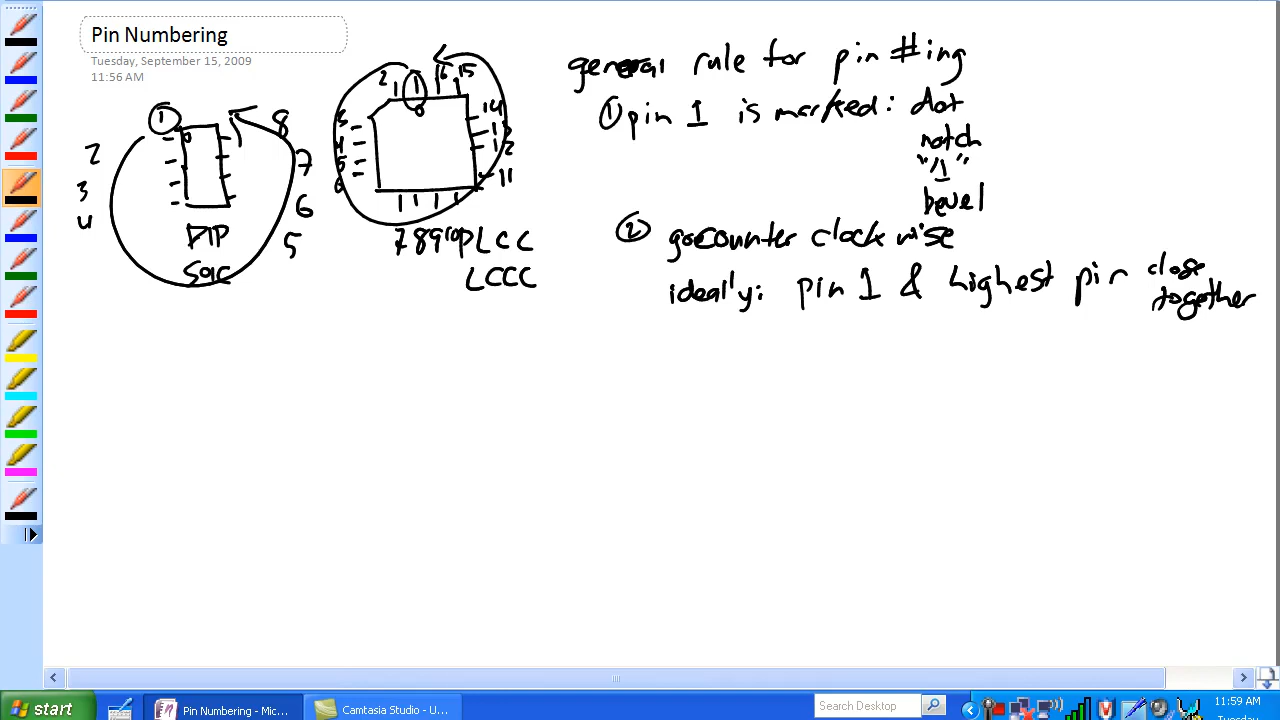 Pin Numbering
Tuesday, September 15, 2009
11:56 AM
general rule for pin #ing
① pin 1 is marked: dot
notch
"1"
bevel
② go counter clock wise
ideally: pin 1 & highest pin close
together
①
2
3
4
8
7
6
5
DIP
SOIC
2 1 16 15
3
4
5
6
14
13
12
11
7 8 9 10 PLCC
LCCC
start
Pin Numbering - Mic...
Camtasia Studio - U...
Search Desktop
11:59 AM
Tuesday